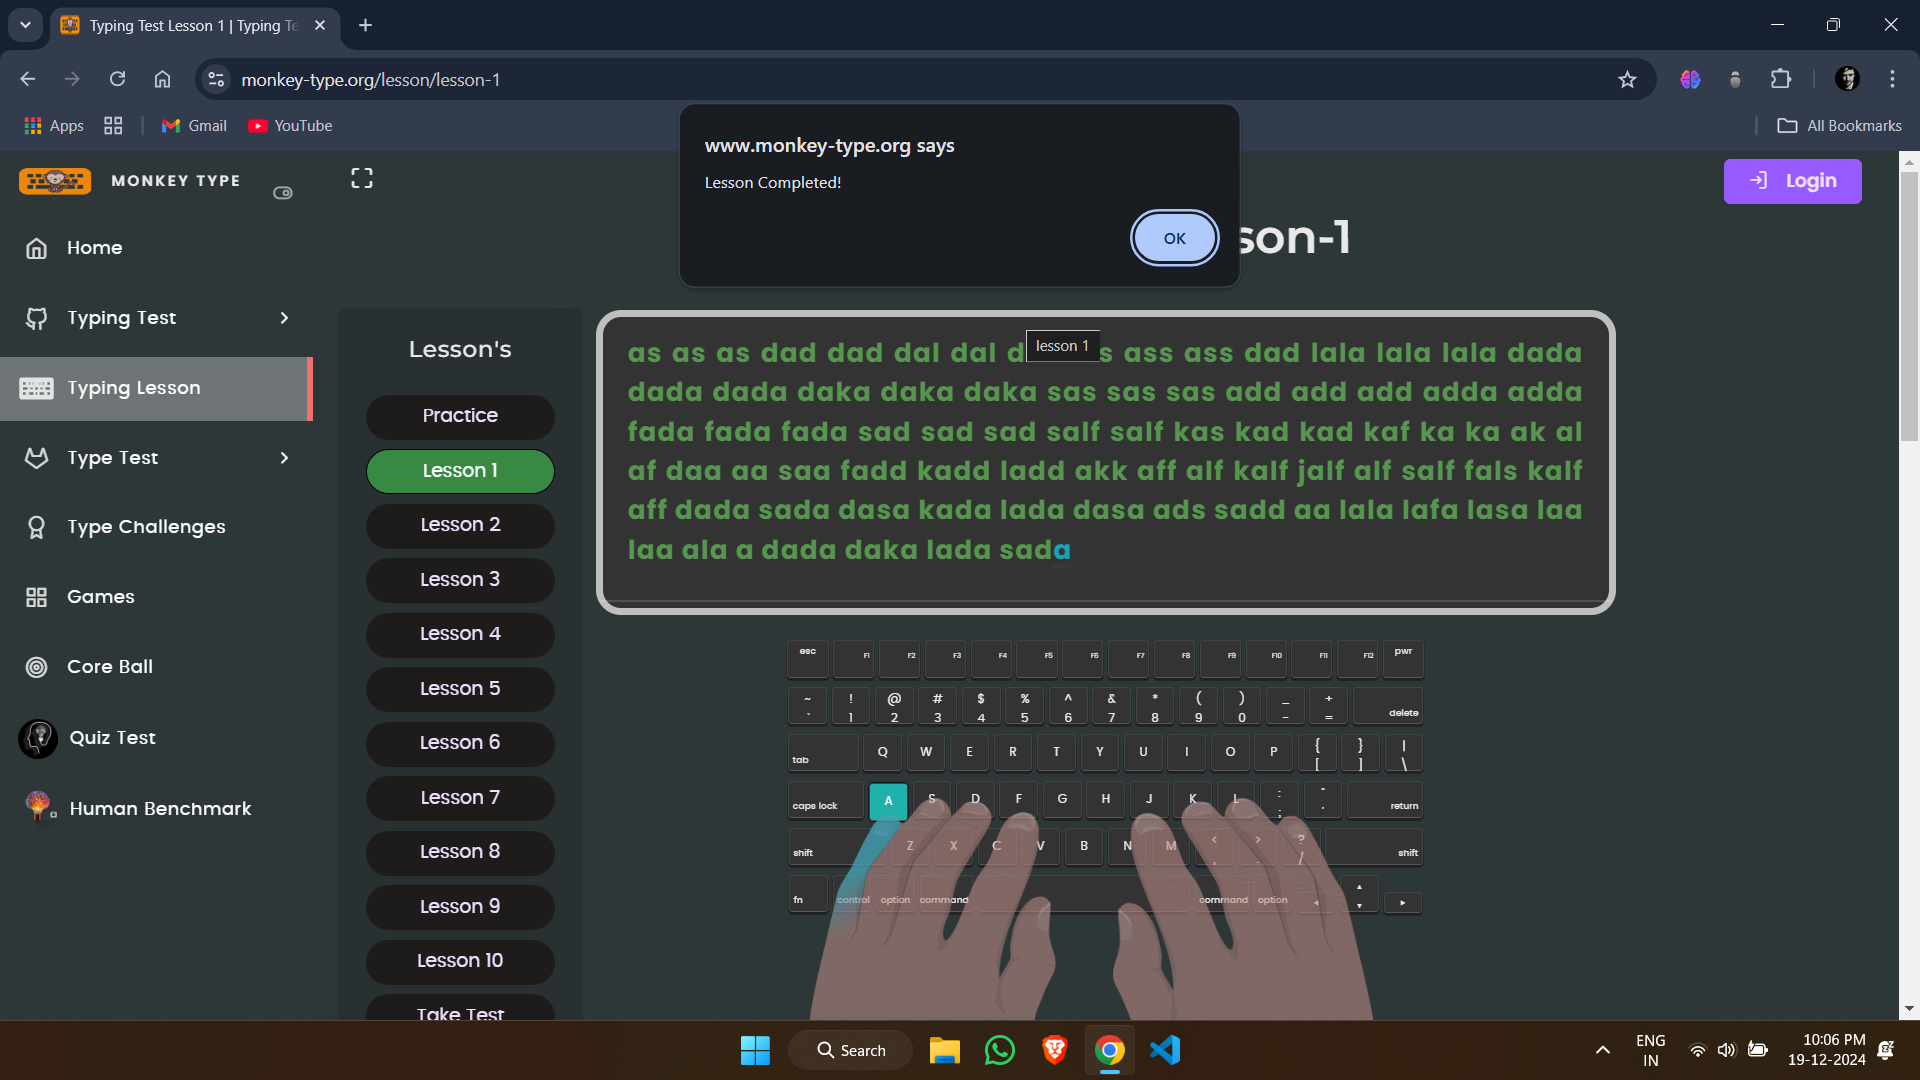 Typing Test Lesson 1 | Typing Te
monkey-type.org/lesson/lesson-1
Apps
Gmail
YouTube
All Bookmarks
www.monkey-type.org says
Lesson Completed!
OK
MONKEY TYPE
Login
son-1
Home
Typing Test
Typing Lesson
Type Test
Type Challenges
Games
Core Ball
Quiz Test
Human Benchmark
Lesson's
Practice
Lesson 1
Lesson 2
Lesson 3
Lesson 4
Lesson 5
Lesson 6
Lesson 7
Lesson 8
Lesson 9
Lesson 10
Take Test
lesson 1
as as as dad dad dal dal d s ass ass dad lala lala lala dada
dada dada daka daka daka sas sas sas add add add adda adda
fada fada fada sad sad sad salf salf kas kad kad kaf ka ka ak al
af daa aa saa fadd kadd ladd akk aff alf kalf jalf alf salf fals kalf
aff dada sada dasa kada lada dasa ads sadd aa lala lafa lasa laa
laa ala a dada daka lada sada
esc F1 F2 F3 F4 F5 F6 F7 F8 F9 F10 F11 F12 pwr
~ ! @ # $ % ^ & * ( ) _ +
` 1 2 3 4 5 6 7 8 9 0 - = delete
tab Q W E R T Y U I O P { } |
[ ] \
caps lock A S D F G H J K L : "
; ' return
shift Z X C V B N M < > ?
, . / shift
fn control option command command option
Search
ENG
IN
10:06 PM
19-12-2024